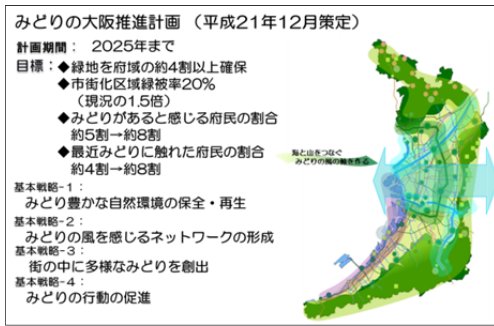 みどりの大阪推進計画 （平成21年12月策定）
計画期間： 2025年まで
目標：◆緑地を府域の約4割以上確保
◆市街化区域緑被率20%
（現況の1.5倍）
◆みどりがあると感じる府民の割合
約5割→約8割
◆最近みどりに触れた府民の割合
約4割→約8割
基本戦略-1：
みどり豊かな自然環境の保全・再生
基本戦略-2：
みどりの風を感じるネットワークの形成
基本戦略-3：
街の中に多様なみどりを創出
基本戦略-4：
みどりの行動の促進
海と山をつなぐ
みどりの風の軸を作る